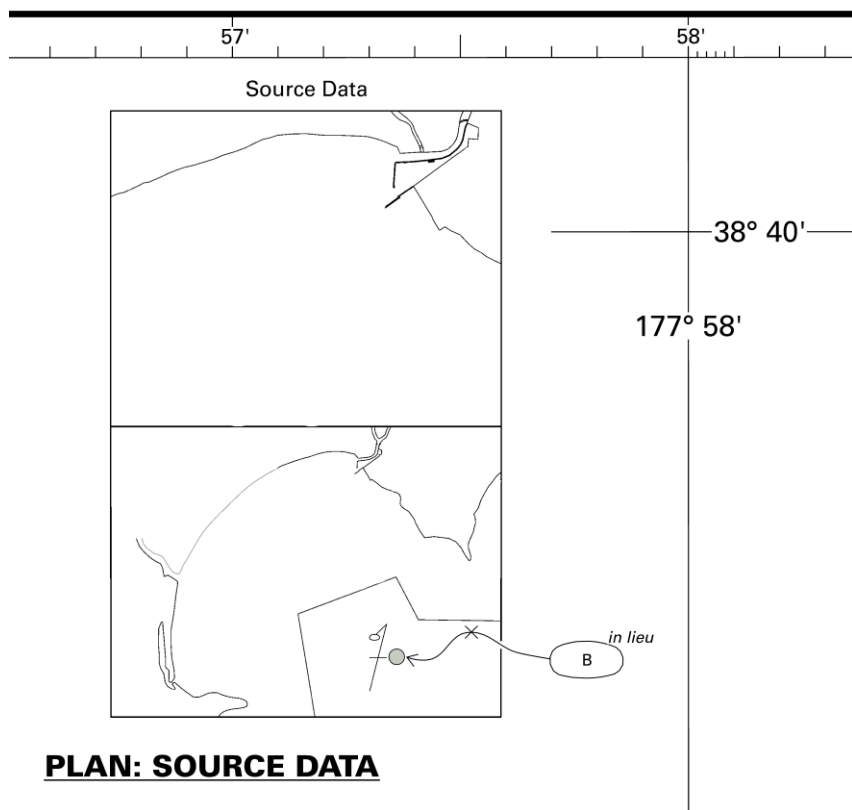 57' 58'
Source Data
38° 40'
177° 58'
in lieu
B
PLAN: SOURCE DATA